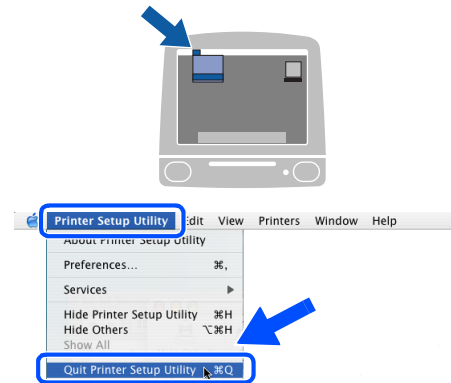 Printer Setup Utility Edit View Printers Window Help
About Printer Setup Utility
Preferences... ⌘,
Services ▶
Hide Printer Setup Utility ⌘H
Hide Others ⌥⌘H
Show All
Quit Printer Setup Utility ⌘Q